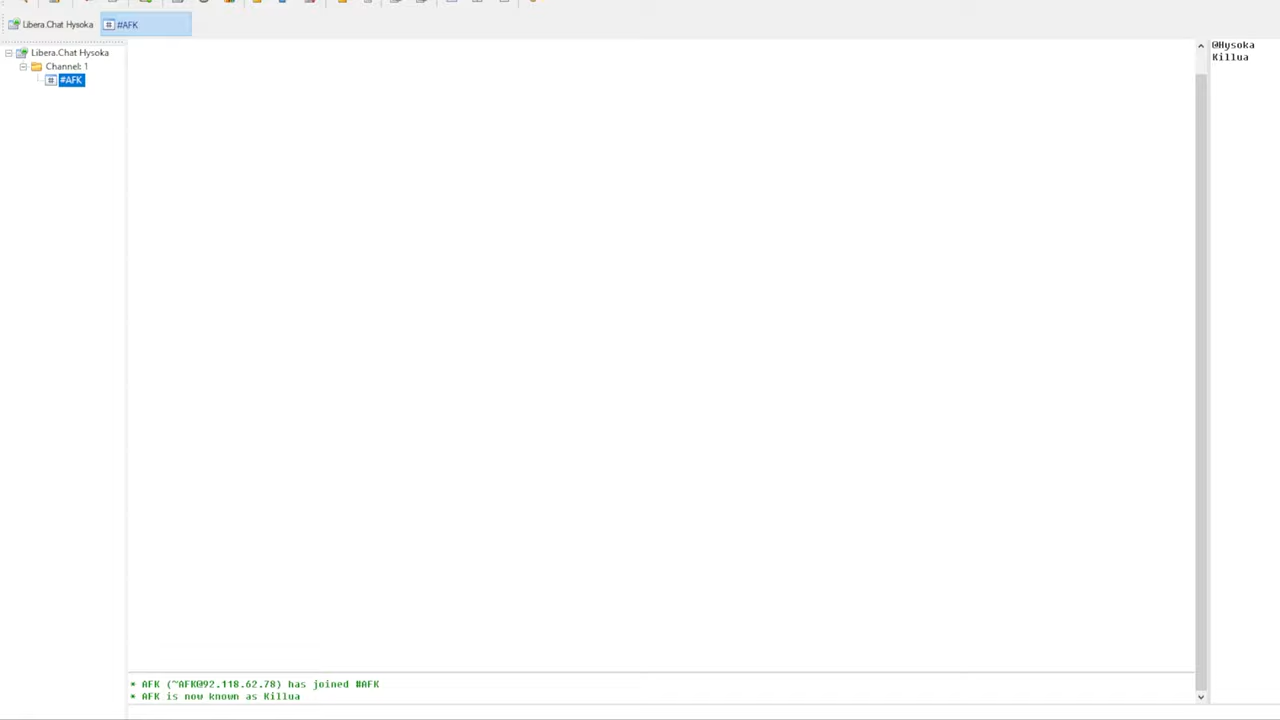 Libera.Chat Hysoka
#AFK
Libera.Chat Hysoka
Channel: 1
#AFK
@Hysoka
Killua
* AFK (~AFK@92.118.62.78) has joined #AFK
* AFK is now known as Killua